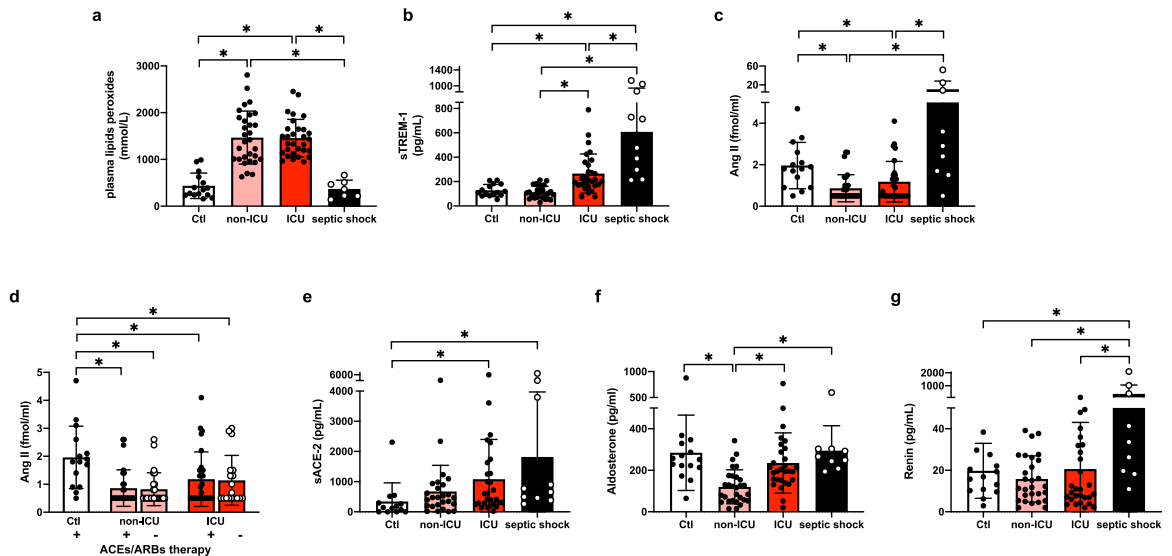 a
*
*
*
*
plasma lipids peroxides
(mmol/L)
3000
2000
1000
0
Ctl
non-ICU
ICU
septic shock
b
*
*
*
*
*
sTREM-1
(pg/mL)
1400
1200
1000
800
600
400
200
0
Ctl
non-ICU
ICU
septic shock
c
*
*
*
*
Ang II (fmol/ml)
60
20
6
4
2
0
Ctl
non-ICU
ICU
septic shock
d
*
*
*
*
Ang II (fmol/ml)
5
4
3
2
1
0
Ctl
non-ICU
ICU
+
+
-
+
-
ACEs/ARBs therapy
e
*
*
sACE-2 (pg/mL)
6000
4000
5000
4000
3000
2000
1000
0
Ctl
non-ICU
ICU
septic shock
f
*
*
*
Aldosterone (pg/ml)
1000
500
400
200
0
Ctl
non-ICU
ICU
septic shock
g
*
*
*
Renin (pg/ml)
2000
1000
40
20
0
Ctl
non-ICU
ICU
septic shock